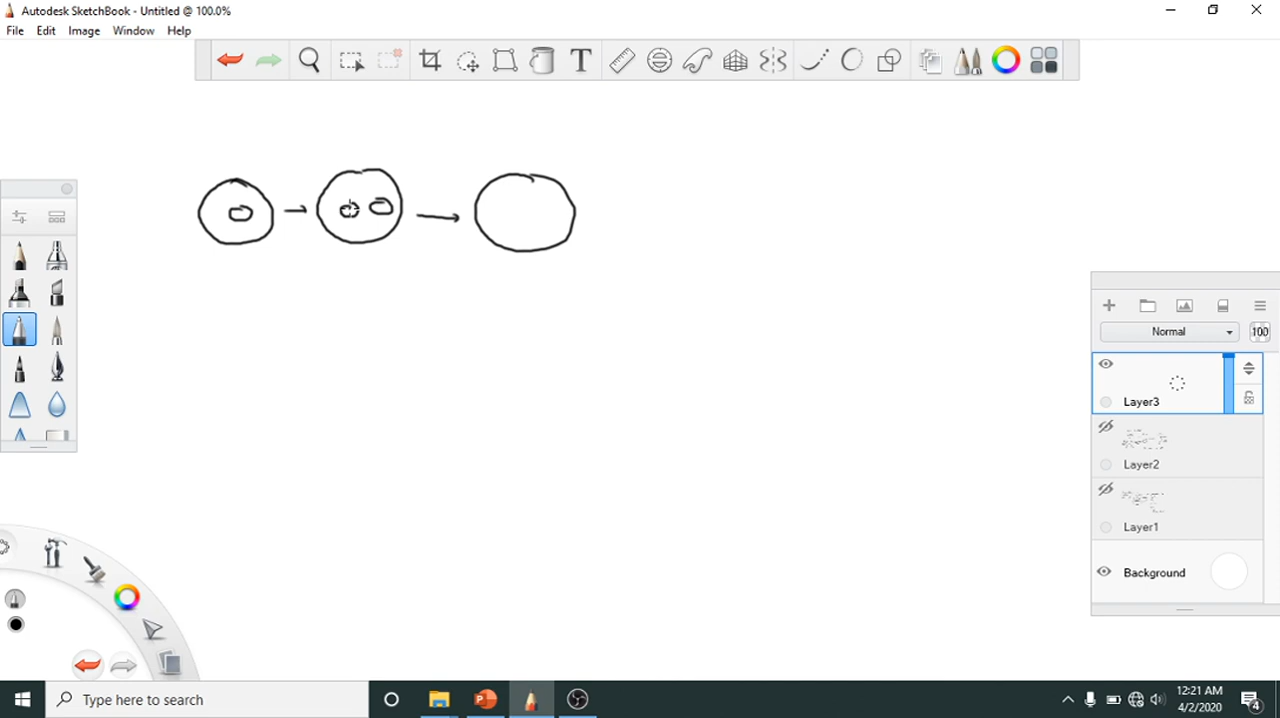 Autodesk SketchBook - Untitled @ 100.0%
File Edit Image Window Help
T
Normal 100
Layer3
Layer2
Layer1
Background
Type here to search
12:21 AM
4/2/2020
4